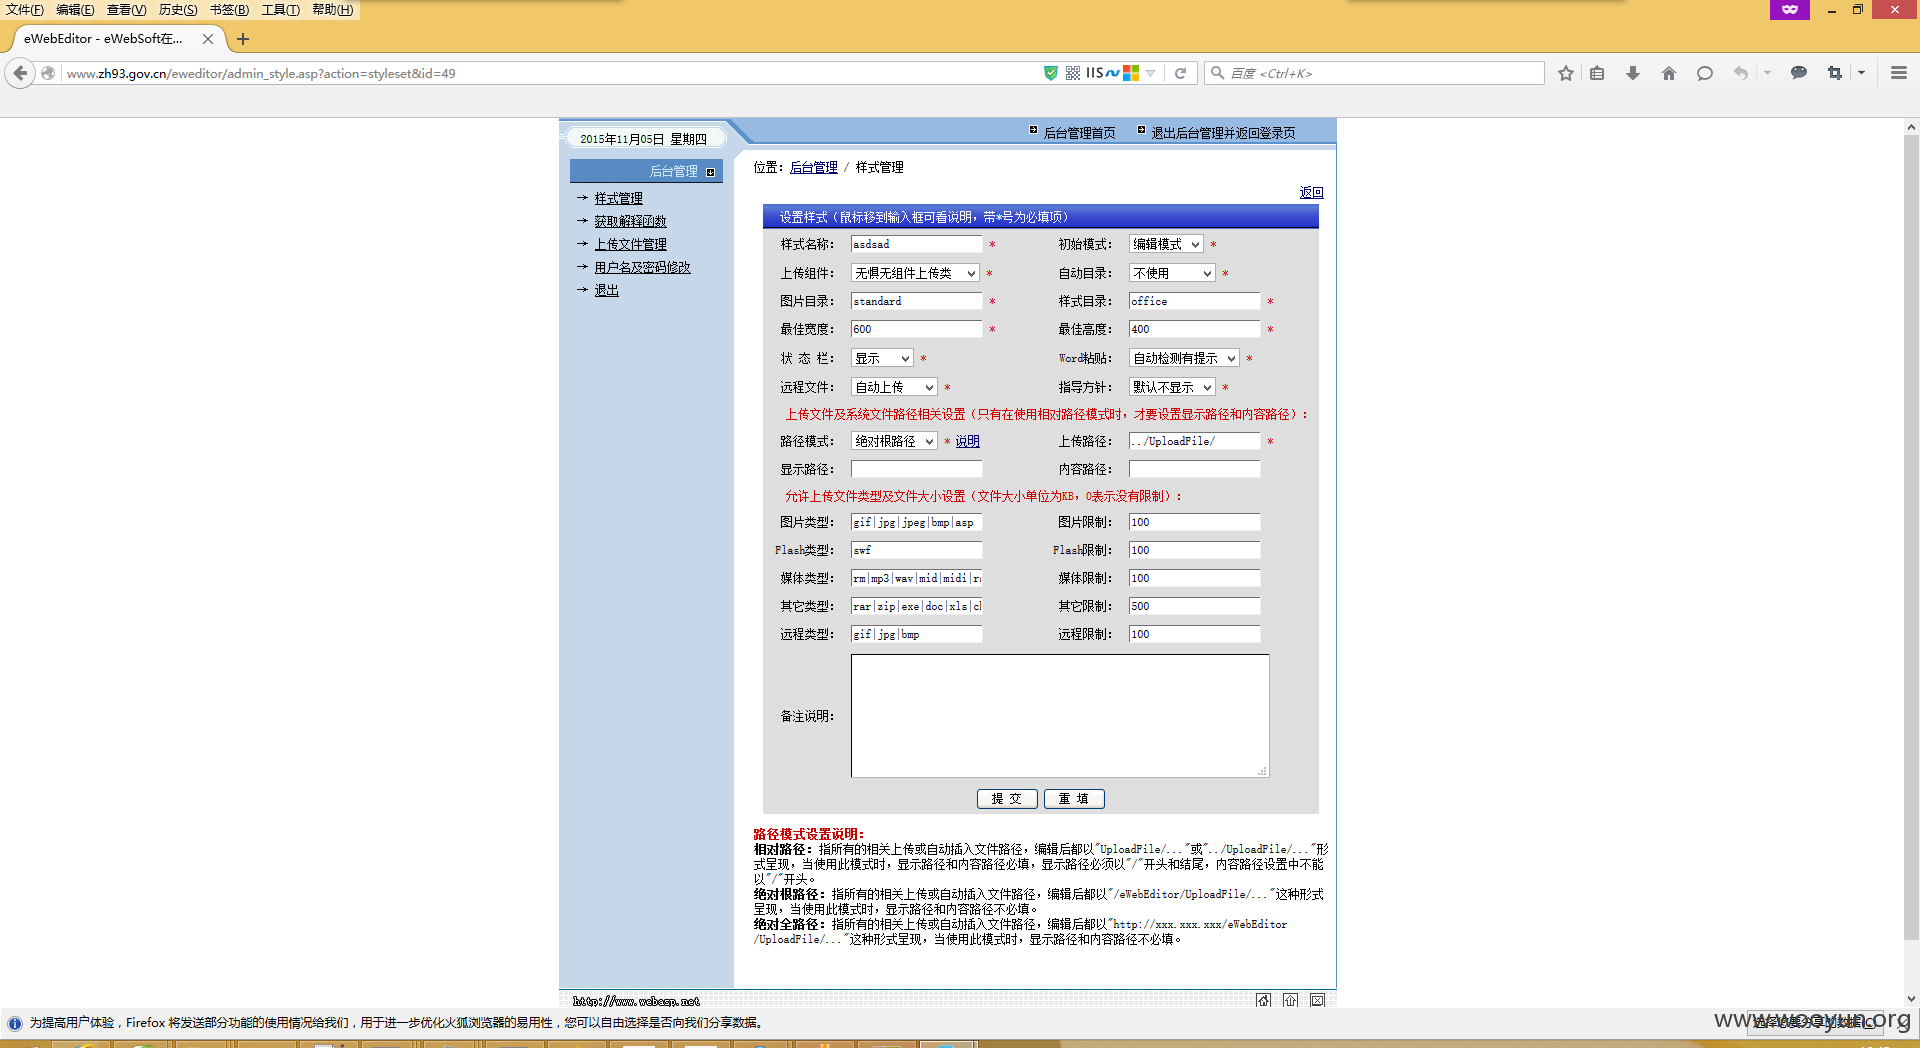 文件(F) 编辑(E) 查看(V) 历史(S) 书签(B) 工具(T) 帮助(H)
eWebEditor - eWebSoft在...
www.zh93.gov.cn/eweditor/admin_style.asp?action=styleset&id=49
IIS
百度 <Ctrl+K>
2015年11月05日 星期四
后台管理首页 退出后台管理并返回登录页
后台管理
样式管理
获取解释函数
上传文件管理
用户名及密码修改
退出
位置：后台管理 / 样式管理
返回
设置样式（鼠标移到输入框可看说明，带*号为必填项）
样式名称： asdsad * 初始模式： 编辑模式 *
上传组件： 无惧无组件上传类 * 自动目录： 不使用 *
图片目录： standard * 样式目录： office *
最佳宽度： 600 * 最佳高度： 400 *
状 态 栏： 显示 * Word粘贴： 自动检测有提示 *
远程文件： 自动上传 * 指导方针： 默认不显示 *
上传文件及系统文件路径相关设置（只有在使用相对路径模式时，才要设置显示路径和内容路径）：
路径模式： 绝对根路径 * 说明 上传路径： ../UploadFile/ *
显示路径： 内容路径：
允许上传文件类型及文件大小设置（文件大小单位为KB，0表示没有限制）：
图片类型： gif|jpg|jpeg|bmp|asp 图片限制： 100
Flash类型： swf Flash限制： 100
媒体类型： rm|mp3|wav|mid|midi|r 媒体限制： 100
其它类型： rar|zip|exe|doc|xls|c 其它限制： 500
远程类型： gif|jpg|bmp 远程限制： 100
备注说明：
提 交 重 填
路径模式设置说明：
相对路径：指所有的相关上传或自动插入文件路径，编辑后都以"UploadFile/..."或"../UploadFile/..."形
式呈现，当使用此模式时，显示路径和内容路径必填，显示路径必须以"/"开头和结尾，内容路径设置中不能
以"/"开头。
绝对根路径：指所有的相关上传或自动插入文件路径，编辑后都以"/eWebEditor/UploadFile/..."这种形式
呈现，当使用此模式时，显示路径和内容路径不必填。
绝对全路径：指所有的相关上传或自动插入文件路径，编辑后都以"http://xxx.xxx.xxx/eWebEditor
/UploadFile/..."这种形式呈现，当使用此模式时，显示路径和内容路径不必填。
http://www.webasp.net
为提高用户体验，Firefox 将发送部分功能的使用情况给我们，用于进一步优化火狐浏览器的易用性，您可以自由选择是否向我们分享数据。
选择您要分享的数据(C)
www.wooyun.org